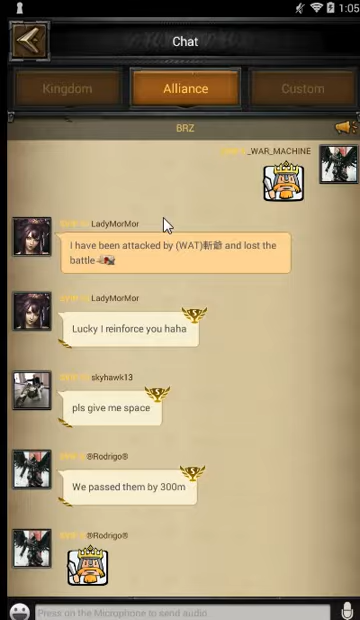 1:05
Chat
Kingdom
Alliance
Custom
BRZ
_WAR_MACHINE
LadyMorMor
I have been attacked by (WAT)斬爺 and lost the
battle
LadyMorMor
Lucky I reinforce you haha
skyhawk13
pls give me space
®Rodrigo®
We passed them by 300m
®Rodrigo®
Press on the Microphone to send audio